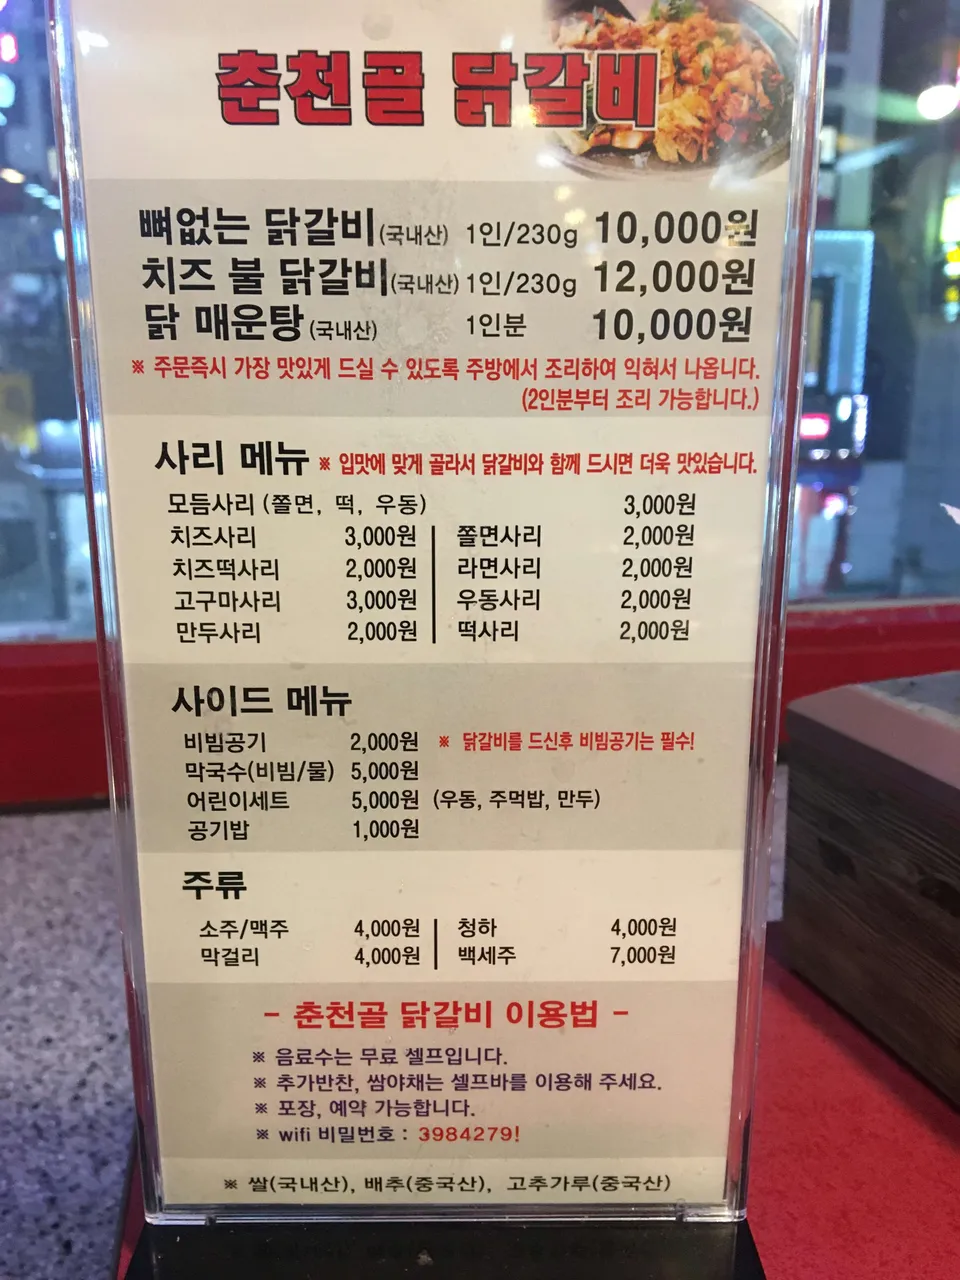 춘천골 닭갈비
뼈없는 닭갈비(국내산) 1인/230g 10,000원
치즈 불 닭갈비(국내산) 1인/230g 12,000원
닭 매운탕(국내산) 1인분 10,000원
※ 주문즉시 가장 맛있게 드실 수 있도록 주방에서 조리하여 익혀서 나옵니다.
(2인분부터 조리 가능합니다.)
사리 메뉴 ※ 입맛에 맞게 골라서 닭갈비와 함께 드시면 더욱 맛있습니다.
모듬사리 (쫄면, 떡, 우동) 3,000원
치즈사리 3,000원 쫄면사리 2,000원
치즈떡사리 2,000원 라면사리 2,000원
고구마사리 3,000원 우동사리 2,000원
만두사리 2,000원 떡사리 2,000원
사이드 메뉴
비빔공기 2,000원 ※ 닭갈비를 드신후 비빔공기는 필수!
막국수(비빔/물) 5,000원
어린이세트 5,000원 (우동, 주먹밥, 만두)
공기밥 1,000원
주류
소주/맥주 4,000원 청하 4,000원
막걸리 4,000원 백세주 7,000원
- 춘천골 닭갈비 이용법 -
※ 음료수는 무료 셀프입니다.
※ 추가반찬, 쌈야채는 셀프바를 이용해 주세요.
※ 포장, 예약 가능합니다.
※ wifi 비밀번호 : 3984279!
※ 쌀(국내산), 배추(중국산), 고추가루(중국산)